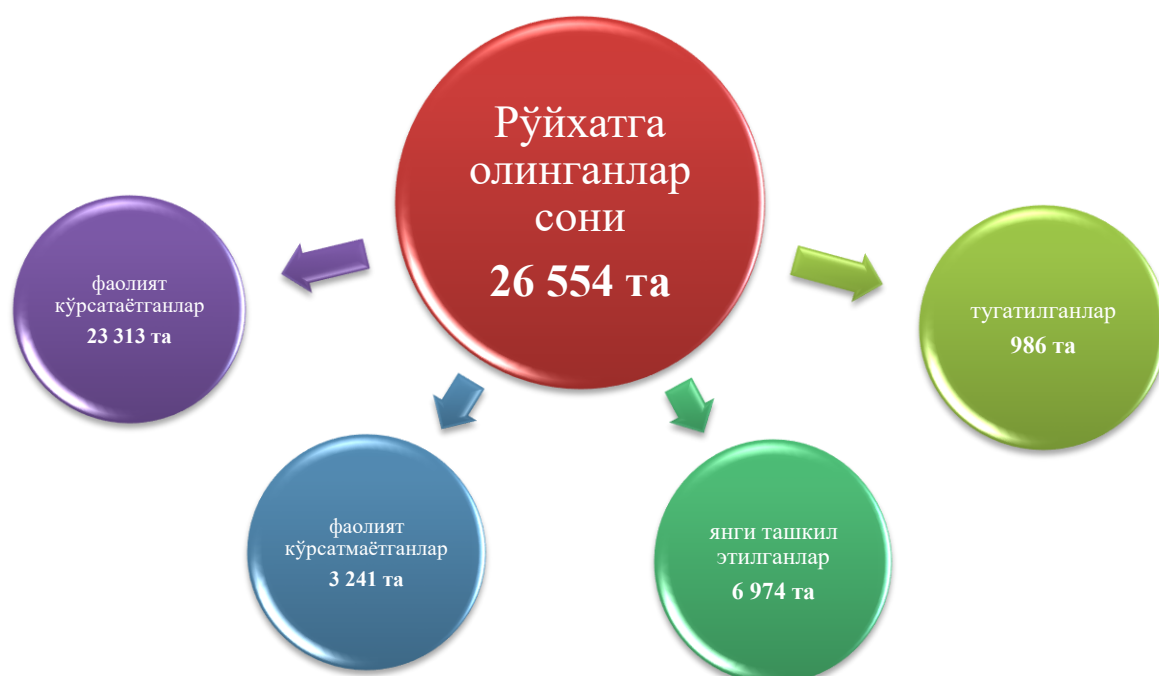 Рўйхатга
олинганлар
сони
26 554 та
фаолият
кўрсатаётганлар
23 313 та
тугатилганлар
986 та
фаолият
кўрсатмаётганлар
3 241 та
янги ташкил
этилганлар
6 974 та